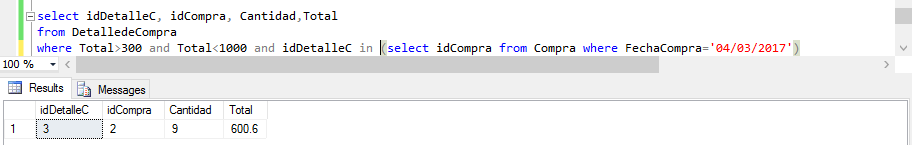 select idDetalleC, idCompra, Cantidad,Total
from DetalledeCompra
where Total>300 and Total<1000 and idDetalleC in (select idCompra from Compra where FechaCompra='04/03/2017')
100 %
Results Messages
idDetalleC idCompra Cantidad Total
1 3 2 9 600.6